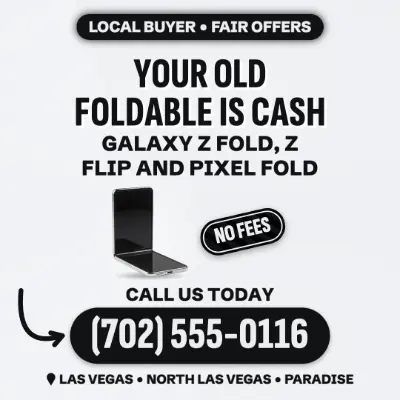 LOCAL BUYER • FAIR OFFERS
YOUR OLD
FOLDABLE IS CASH
GALAXY Z FOLD, Z
FLIP AND PIXEL FOLD
NO FEES
CALL US TODAY
(702) 555-0116
LAS VEGAS • NORTH LAS VEGAS • PARADISE